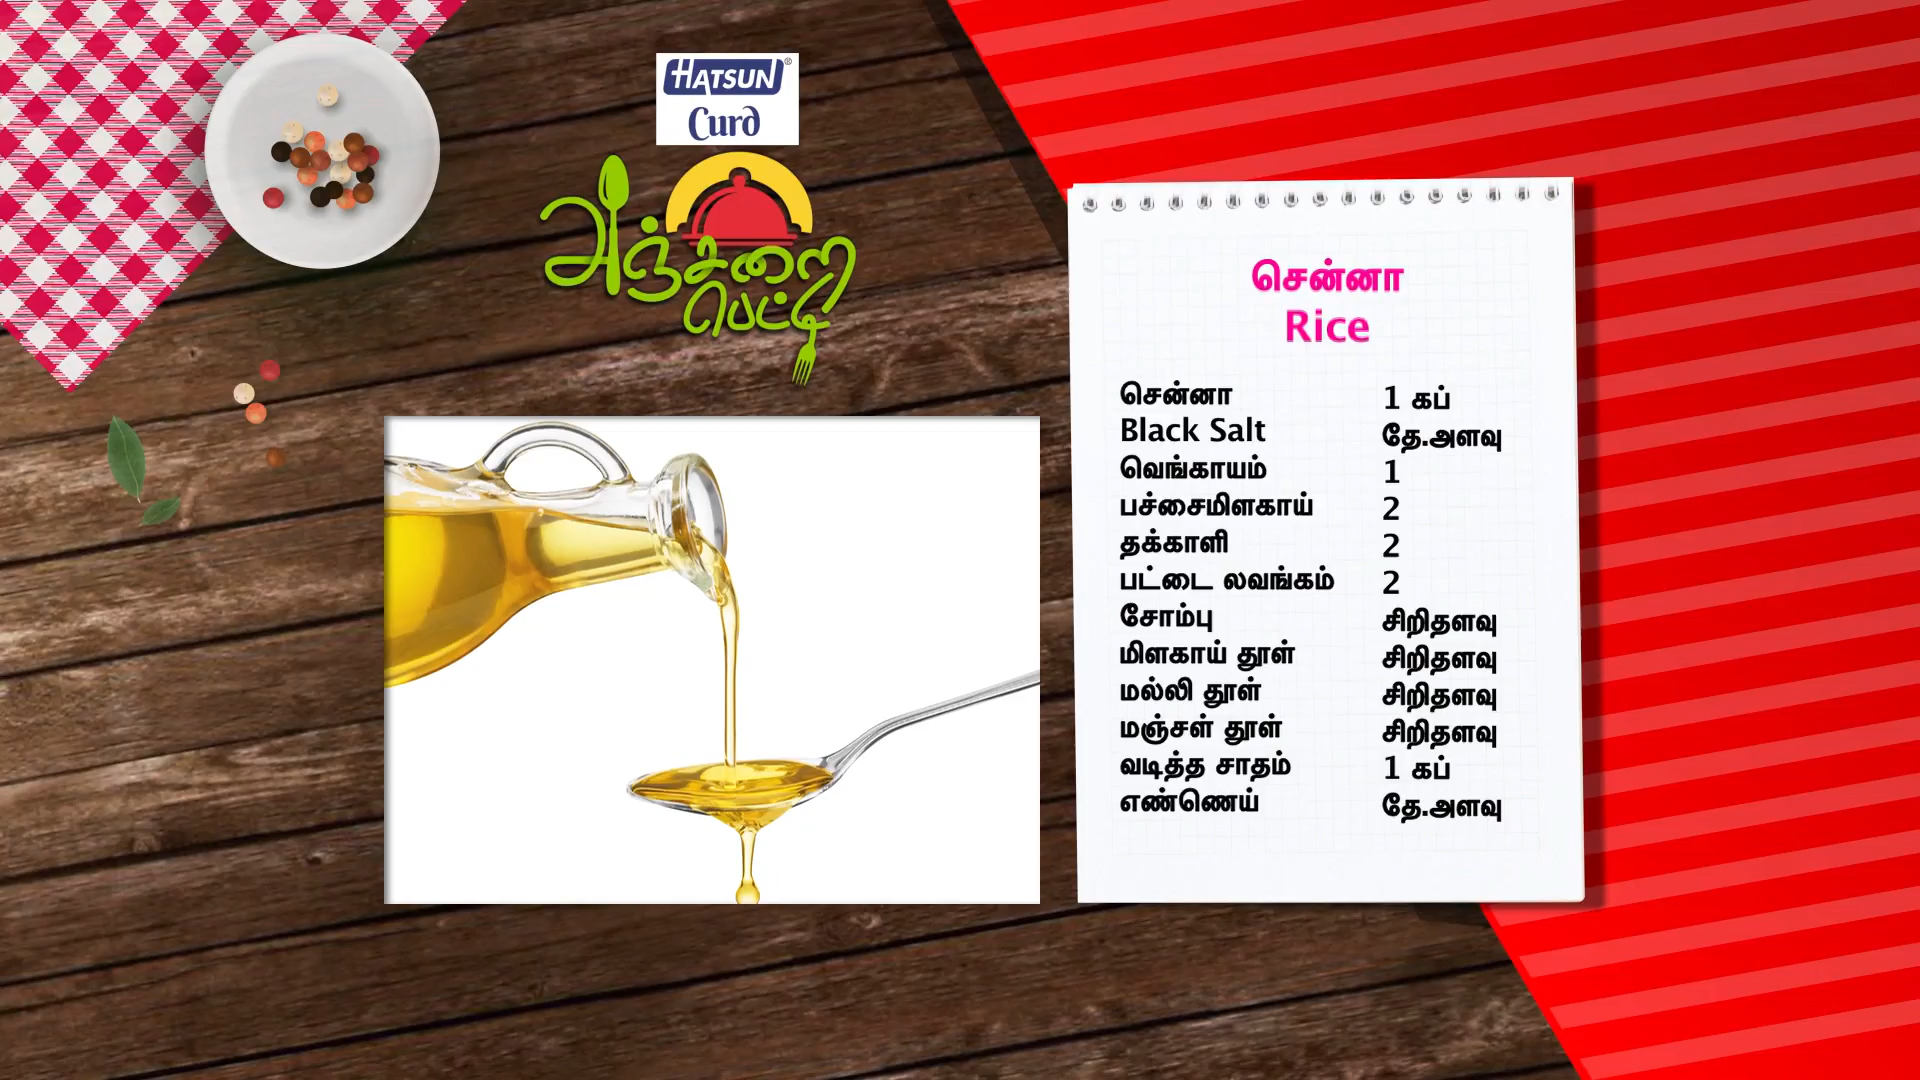 HATSUN®
Curd
அஞ்சறை
பெட்டி
சென்னா
Rice
சென்னா 1 கப்
Black Salt தே.அளவு
வெங்காயம் 1
பச்சைமிளகாய் 2
தக்காளி 2
பட்டை லவங்கம் 2
சோம்பு சிறிதளவு
மிளகாய் தூள் சிறிதளவு
மல்லி தூள் சிறிதளவு
மஞ்சள் தூள் சிறிதளவு
வடித்த சாதம் 1 கப்
எண்ணெய் தே.அளவு